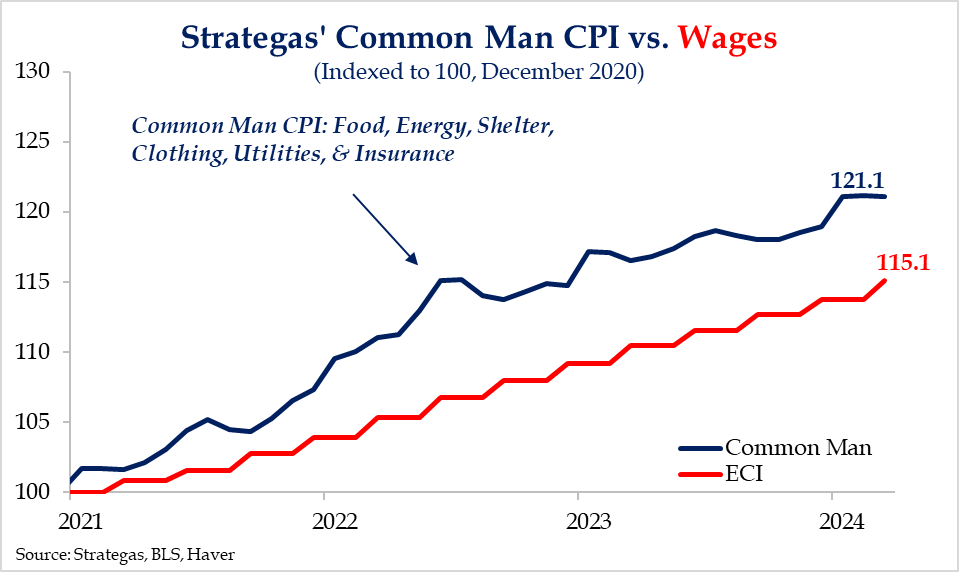 Strategas' Common Man CPI vs. Wages
(Indexed to 100, December 2020)
130
125
120
115
110
105
100
Common Man CPI: Food, Energy, Shelter,
Clothing, Utilities, & Insurance
121.1
115.1
Common Man
ECI
2021
2022
2023
2024
Source: Strategas, BLS, Haver